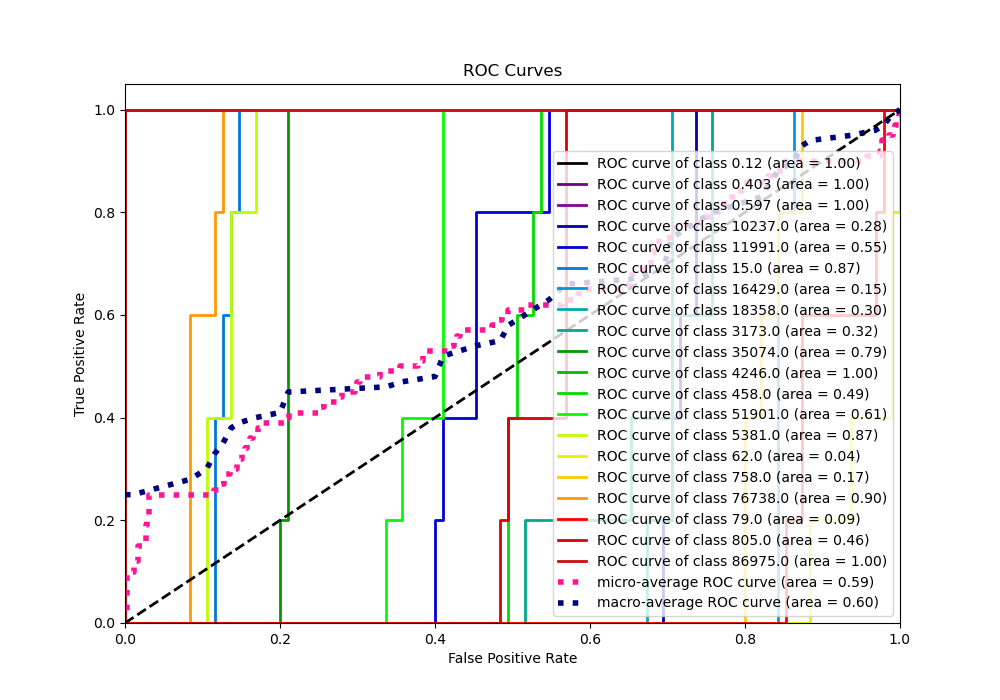 ROC Curves
1.0
0.8
0.6
0.4
0.2
0.0
True Positive Rate
ROC curve of class 0.12 (area = 1.00)
ROC curve of class 0.403 (area = 1.00)
ROC curve of class 0.597 (area = 1.00)
ROC curve of class 10237.0 (area = 0.28)
ROC curve of class 11991.0 (area = 0.55)
ROC curve of class 15.0 (area = 0.87)
ROC curve of class 16429.0 (area = 0.15)
ROC curve of class 18358.0 (area = 0.30)
ROC curve of class 3173.0 (area = 0.32)
ROC curve of class 35074.0 (area = 0.79)
ROC curve of class 4246.0 (area = 1.00)
ROC curve of class 458.0 (area = 0.49)
ROC curve of class 51901.0 (area = 0.61)
ROC curve of class 5381.0 (area = 0.87)
ROC curve of class 62.0 (area = 0.04)
ROC curve of class 758.0 (area = 0.17)
ROC curve of class 76738.0 (area = 0.90)
ROC curve of class 79.0 (area = 0.09)
ROC curve of class 805.0 (area = 0.46)
ROC curve of class 86975.0 (area = 1.00)
micro-average ROC curve (area = 0.59)
macro-average ROC curve (area = 0.60)
0.0 0.2 0.4 0.6 0.8 1.0
False Positive Rate